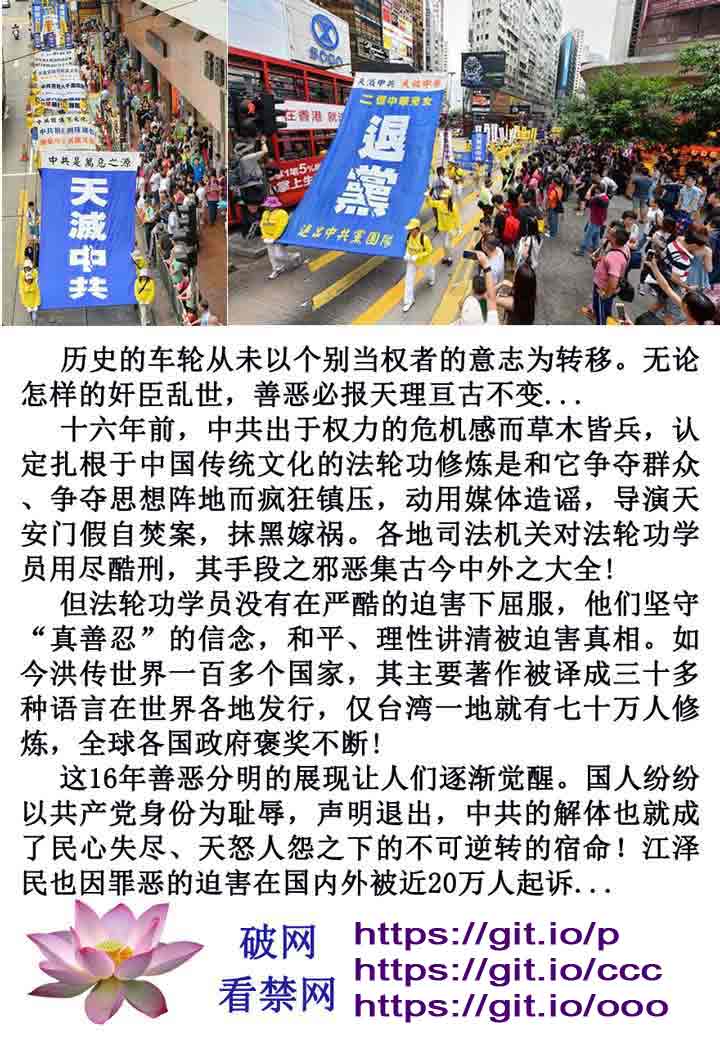 中共是萬惡之源
天滅中共
SOGO
天滅中共 天佑中華
二億中華兒女
退黨
退出中共黨團隊
在香港 就
历史的车轮从未以个别当权者的意志为转移。无论
怎样的奸臣乱世，善恶必报天理亘古不变...
十六年前，中共出于权力的危机感而草木皆兵，认
定扎根于中国传统文化的法轮功修炼是和它争夺群众
、争夺思想阵地而疯狂镇压，动用媒体造谣，导演天
安门假自焚案，抹黑嫁祸。各地司法机关对法轮功学
员用尽酷刑，其手段之邪恶集古今中外之大全!
但法轮功学员没有在严酷的迫害下屈服，他们坚守
“真善忍”的信念，和平、理性讲清被迫害真相。如
今洪传世界一百多个国家，其主要著作被译成三十多
种语言在世界各地发行，仅台湾一地就有七十万人修
炼，全球各国政府褒奖不断!
这16年善恶分明的展现让人们逐渐觉醒。国人纷纷
以共产党身份为耻辱，声明退出，中共的解体也就成
了民心失尽、天怒人怨之下的不可逆转的宿命！江泽
民也因罪恶的迫害在国内外被近20万人起诉...
破网
看禁网
https://git.io/p
https://git.io/ccc
https://git.io/ooo